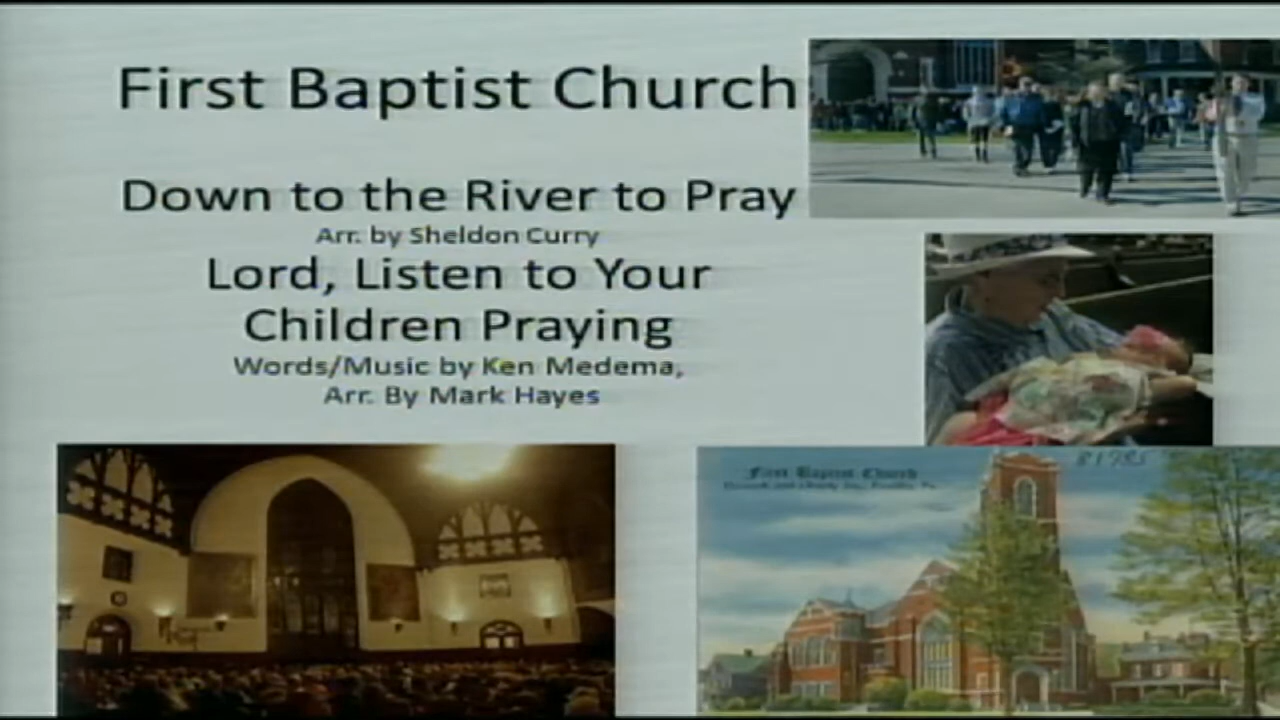 First Baptist Church
Down to the River to Pray
Arr. by Sheldon Curry
Lord, Listen to Your
Children Praying
Words/Music by Ken Medema,
Arr. By Mark Hayes
First Baptist Church
81985